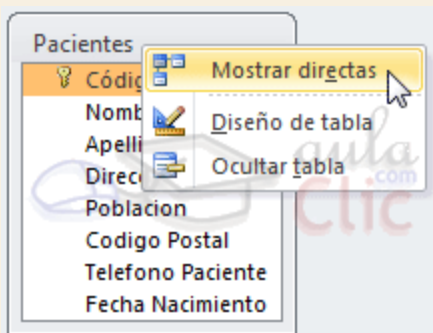 Pacientes
Códig
Mostrar directas
Nomb
Diseño de tabla
Apelli
Ocultar tabla
Direc
Poblacion
Codigo Postal
Telefono Paciente
Fecha Nacimiento
aula
Clic
.com